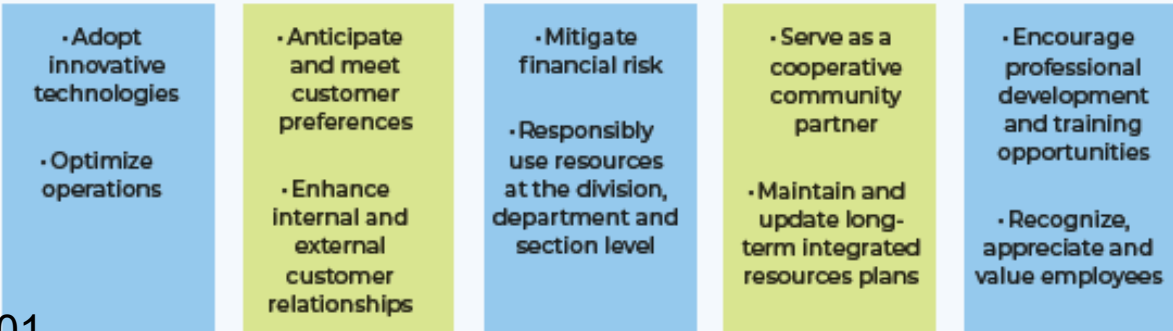 · Adopt
innovative
technologies
· Optimize
operations
· Anticipate
and meet
customer
preferences
· Enhance
internal and
external
customer
relationships
· Mitigate
financial risk
· Responsibly
use resources
at the division,
department and
section level
· Serve as a
cooperative
community
partner
· Maintain and
update long-
term integrated
resources plans
· Encourage
professional
development
and training
opportunities
· Recognize,
appreciate and
value employees